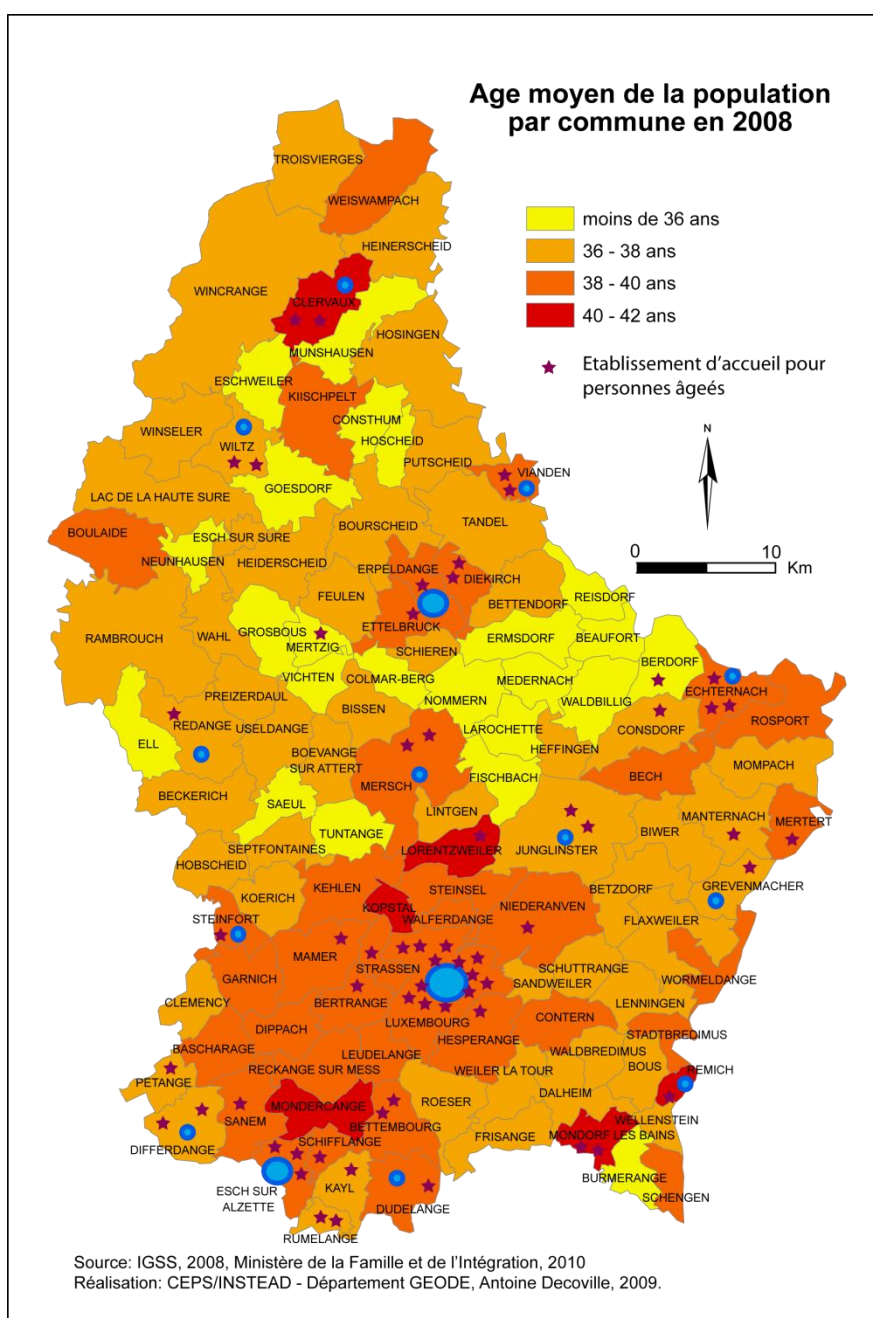 Age moyen de la population
par commune en 2008
moins de 36 ans
36 - 38 ans
38 - 40 ans
40 - 42 ans
Etablissement d'accueil pour
personnes âgeés
N
0 10
Km
TROISVIERGES
WEISWAMPACH
HEINERSCHEID
WINCRANGE
CLERVAUX
HOSINGEN
MUNSHAUSEN
ESCHWEILER
KIISCHPELT
CONSTHUM
WINSELER
HOSCHEID
WILTZ
PUTSCHEID
VIANDEN
GOESDORF
LAC DE LA HAUTE SURE
TANDEL
BOURSCHEID
BOULAIDE
ESCH SUR SURE
NEUNHAUSEN
HEIDERSCHEID
ERPELDANGE
DIEKIRCH
FEULEN
BETTENDORF
REISDORF
GROSBOUS
ETTELBRUCK
RAMBROUCH
WAHL
ERMSDORF
BEAUFORT
MERTZIG
SCHIEREN
BERDORF
VICHTEN
COLMAR-BERG
MEDERNACH
ECHTERNACH
PREIZERDAUL
NOMMERN
WALDBILLIG
BISSEN
ROSPORT
REDANGE
USELDANGE
LAROCHETTE
CONSDORF
ELL
BOEVANGE
SUR ATTERT
HEFFINGEN
MOMPACH
MERSCH
FISCHBACH
BECH
BECKERICH
SAEUL
LINTGEN
MANTERNACH
MERTERT
TUNTANGE
BIWER
SEPTFONTAINES
LORENTZWEILER
JUNGLINSTER
HOBSCHEID
KEHLEN
STEINSEL
BETZDORF
GREVENMACHER
KOERICH
KOPSTAL
NIEDERANVEN
STEINFORT
WALFERDANGE
FLAXWEILER
MAMER
STRASSEN
SCHUTTRANGE
GARNICH
SANDWEILER
WORMELDANGE
CLEMENCY
BERTRANGE
LENNINGEN
LUXEMBOURG
CONTERN
DIPPACH
HESPERANGE
STADTBREDIMUS
BASCHARAGE
LEUDELANGE
WALDBREDIMUS
BOUS
RECKANGE SUR MESS
WEILER LA TOUR
REMICH
PETANGE
DALHEIM
MONDERCANGE
ROESER
SANEM
BETTEMBOURG
WELLENSTEIN
SCHIFFLANGE
FRISANGE
MONDORF LES BAINS
DIFFERDANGE
BURMERANGE
ESCH SUR
ALZETTE
KAYL
SCHENGEN
DUDELANGE
RUMELANGE
Source: IGSS, 2008, Ministère de la Famille et de l'Intégration, 2010
Réalisation: CEPS/INSTEAD - Département GEODE, Antoine Decoville, 2009.